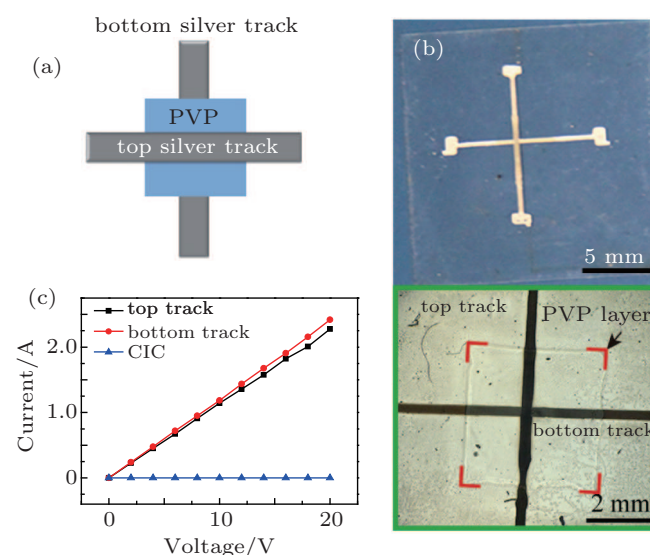 bottom silver track
(a)
PVP
top silver track
(b)
5 mm
(c)
top track
bottom track
CIC
2.0
1.0
0
Current/A
0
10
20
Voltage/V
top track
PVP layer
bottom track
2 mm